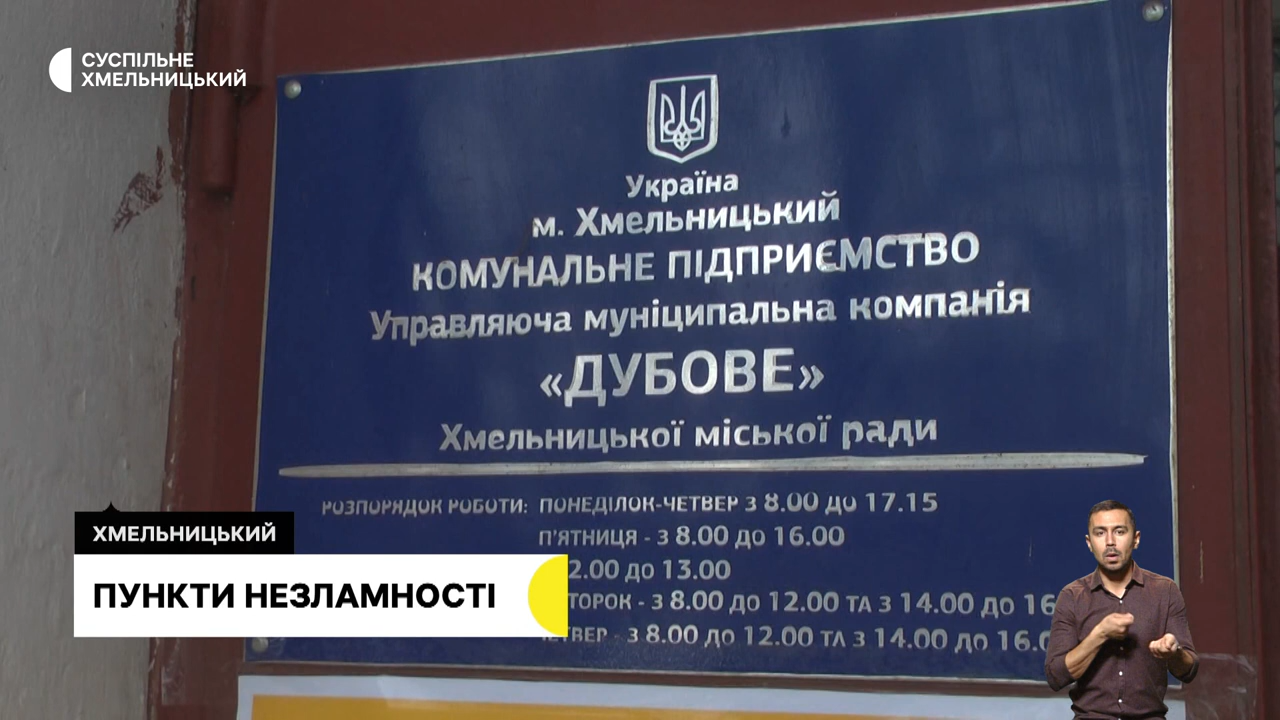 СУСПІЛЬНЕ
ХМЕЛЬНИЦЬКИЙ
Україна
м. Хмельницький
КОМУНАЛЬНЕ ПІДПРИЄМСТВО
Управляюча муніципальна компанія
«ДУБОВЕ»
Хмельницької міської ради
РОЗПОРЯДОК РОБОТИ: ПОНЕДІЛОК-ЧЕТВЕР З 8.00 ДО 17.15
П'ЯТНИЦЯ - З 8.00 ДО 16.00
2.00 ДО 13.00
ТОРОК - З 8.00 ДО 12.00 ТА З 14.00 ДО 16
ЧЕТВЕР - З 8.00 ДО 12.00 ТА З 14.00 ДО 16.0
ХМЕЛЬНИЦЬКИЙ
ПУНКТИ НЕЗЛАМНОСТІ